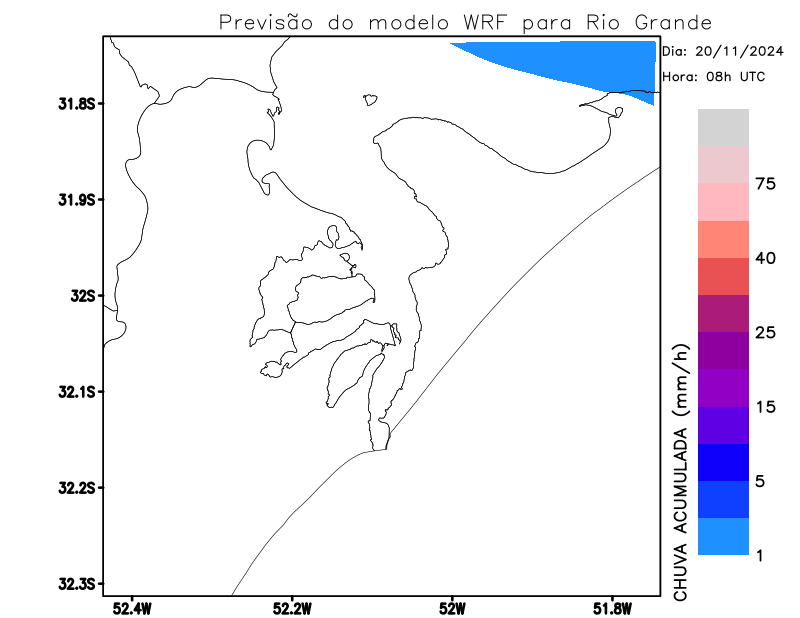 Previsão do modelo WRF para Rio Grande
Dia: 20/11/2024
Hora: 08h UTC
31.8S
31.9S
32S
32.1S
32.2S
32.3S
52.4W 52.2W 52W 51.8W
CHUVA ACUMULADA (mm/h)
75
40
25
15
5
1